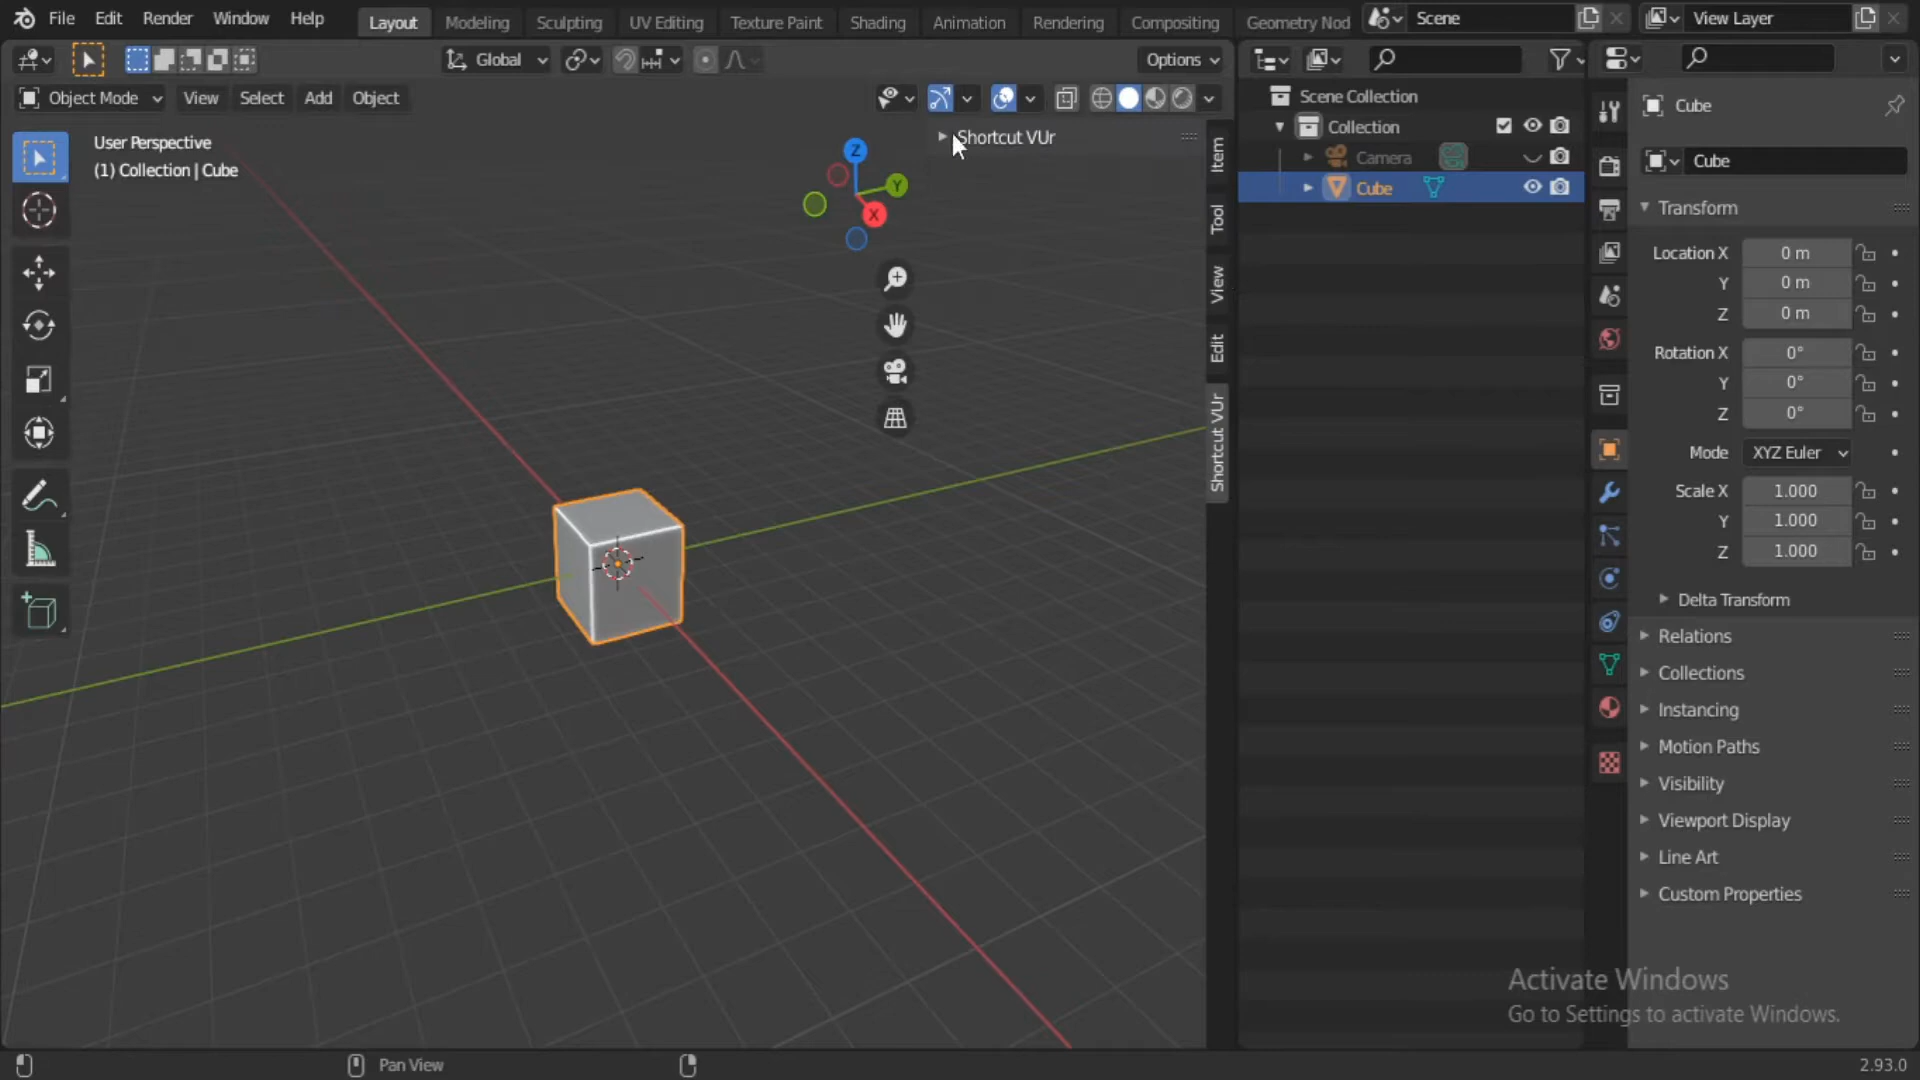 File Edit Render Window Help Layout Modeling Sculpting UV Editing Texture Paint Shading Animation Rendering Compositing Geometry Nod Scene View Layer
Global Options
Object Mode View Select Add Object
User Perspective
(1) Collection | Cube
Z
Y
X
Shortcut VUr
Item
Tool
View
Edit
Shortcut VUr
Scene Collection
Collection
Camera
Cube
Cube
Cube
Transform
Location X 0 m
Y 0 m
Z 0 m
Rotation X 0°
Y 0°
Z 0°
Mode XYZ Euler
Scale X 1.000
Y 1.000
Z 1.000
Delta Transform
Relations
Collections
Instancing
Motion Paths
Visibility
Viewport Display
Line Art
Custom Properties
Activate Windows
Go to Settings to activate Windows.
Pan View
2.93.0